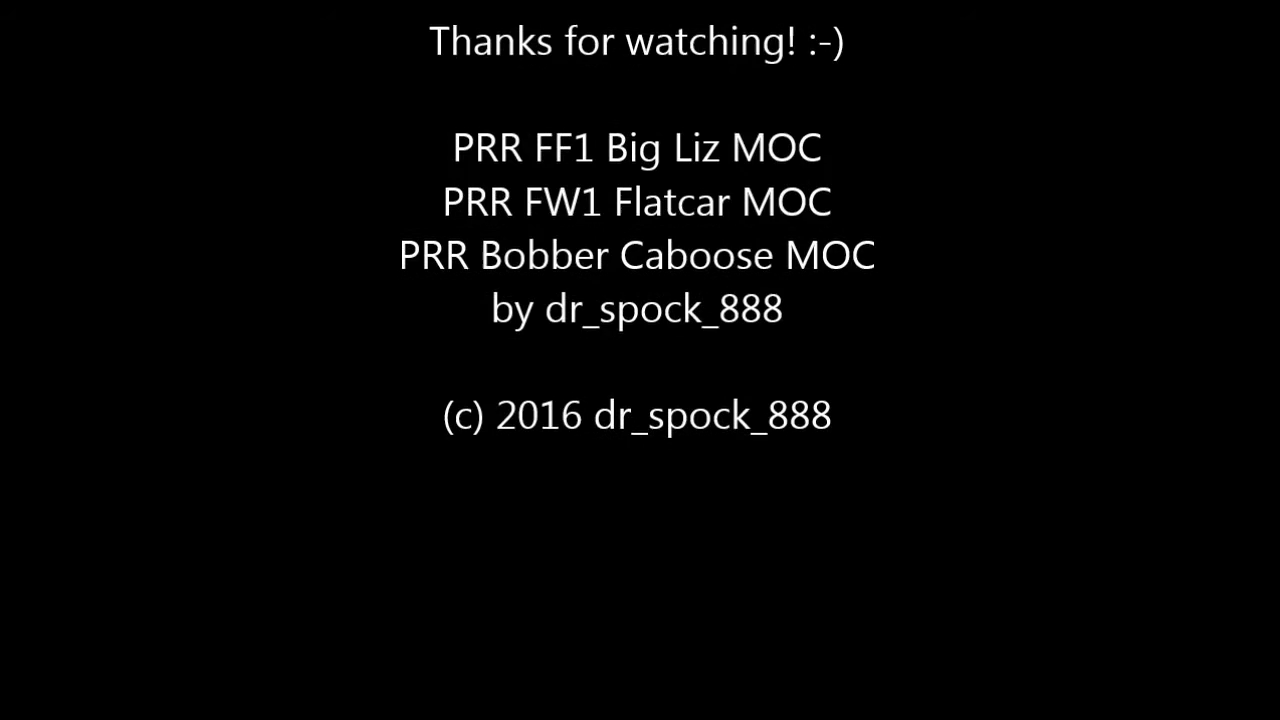 Thanks for watching! :-)
PRR FF1 Big Liz MOC
PRR FW1 Flatcar MOC
PRR Bobber Caboose MOC
by dr_spock_888
(c) 2016 dr_spock_888